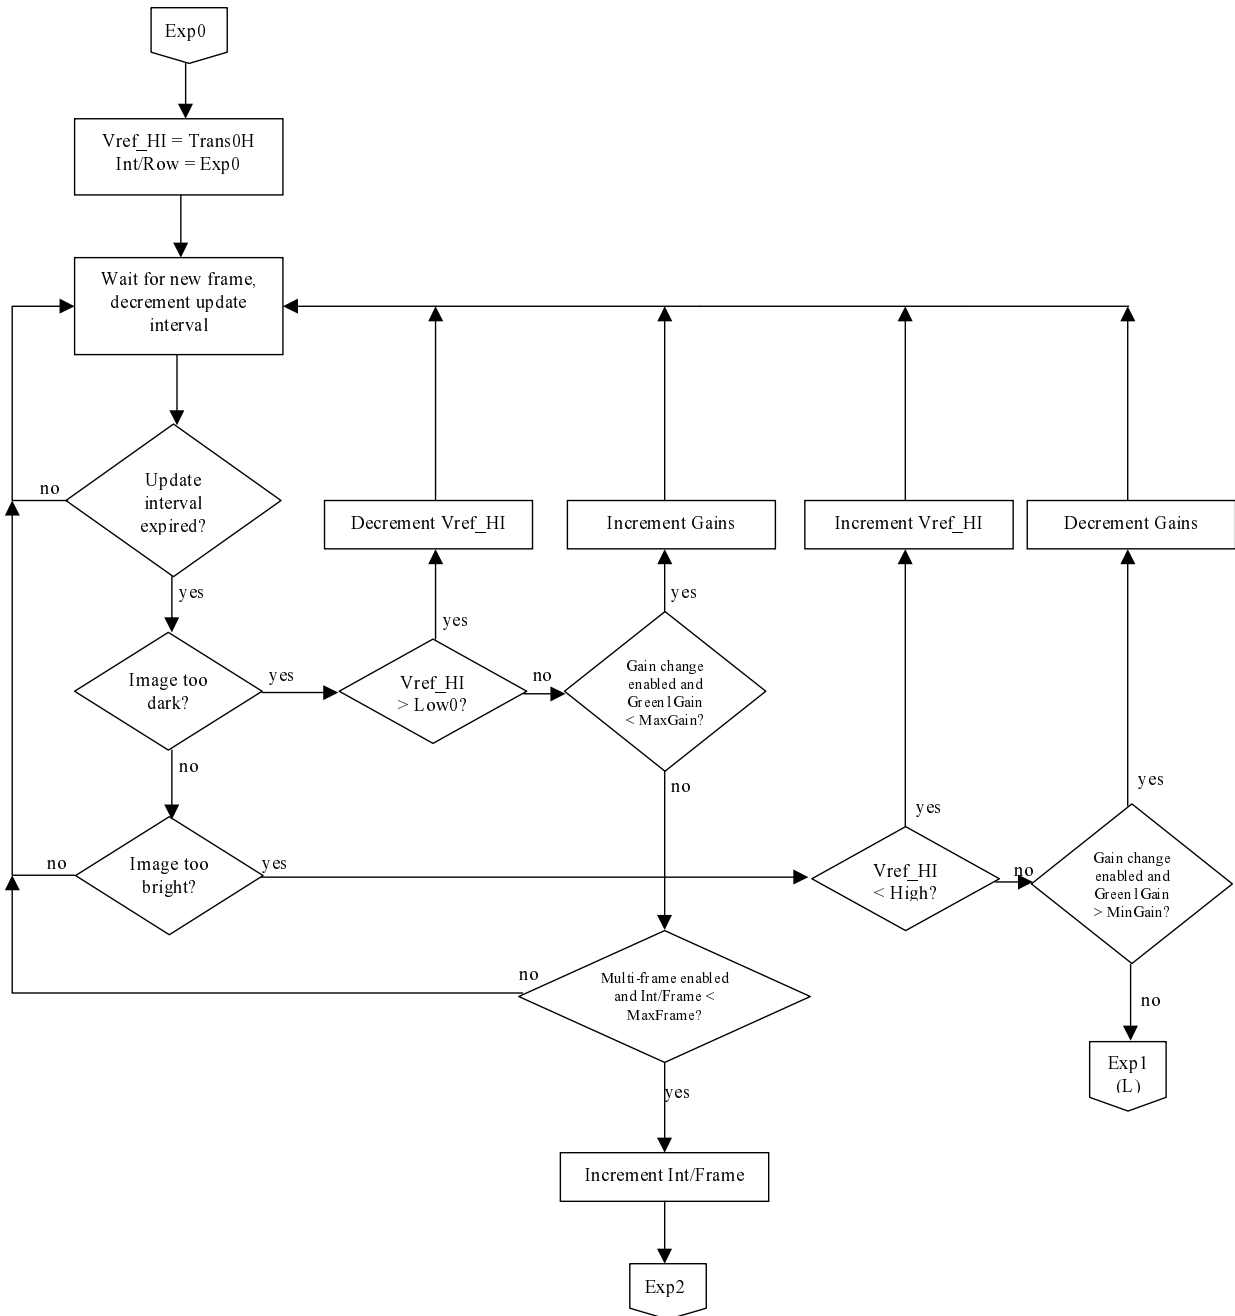 Exp0
Vref_HI = Trans0H
Int/Row = Exp0
Wait for new frame,
decrement update
interval
Update
interval
expired?
no
yes
Decrement Vref_HI
Increment Gains
Increment Vref_HI
Decrement Gains
yes
yes
Image too
dark?
yes
Vref_HI
> Low0?
no
Gain change
enabled and
Green1Gain
< MaxGain?
no
no
yes
yes
Image too
bright?
no
yes
Vref_HI
< High?
no
Gain change
enabled and
Green1Gain
> MinGain?
no
Multi-frame enabled
and Int/Frame <
MaxFrame?
no
yes
Exp1
(L)
Increment Int/Frame
Exp2